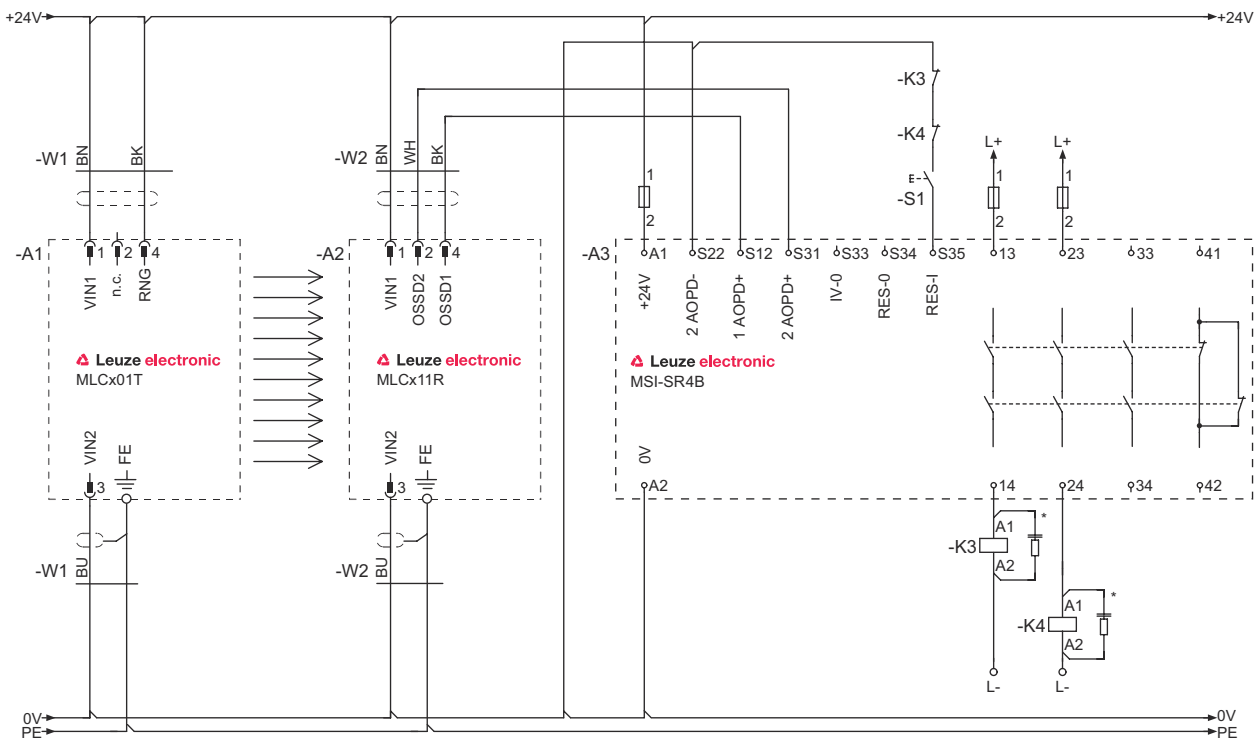 +24V +24V
-K3
-K4
-S1
-W1 BN BK
-W2 BN WH BK
L+ L+
1 1 1
2 2 2
-A1 1 2 4
VIN1 n.c. RNG
-A2 1 2 4
VIN1 OSSD2 OSSD1
-A3 A1 S22 S12 S31 S33 S34 S35 13 23 33 41
+24V 2 AOPD- 1 AOPD+ 2 AOPD+ IV-0 RES-0 RES-I
Leuze electronic
MLCx01T
Leuze electronic
MLCx11R
Leuze electronic
MSI-SR4B
VIN2 FE
3
VIN2 FE
3
0V
A2 14 24 34 42
-W1 BU
-W2 BU
-K3 A1 *
A2
-K4 A1 *
A2
L- L-
0V 0V
PE PE